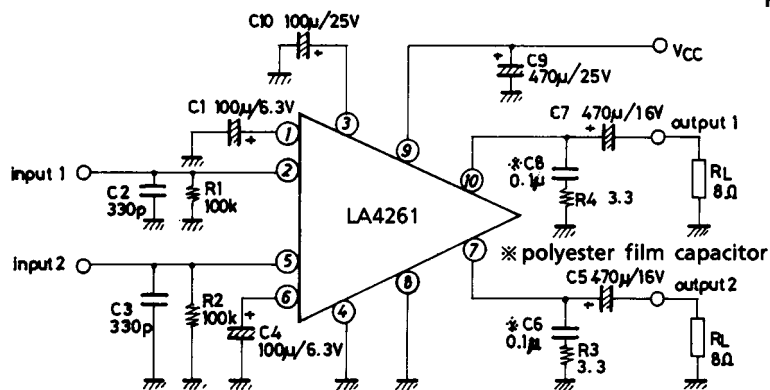 C10 100μ/25V
C1 100μ/6.3V
1
3
9
C9
470μ/25V
VCC
C7 470μ/16V
output 1
10
※C8
0.1μ
R4 3.3
RL
8Ω
input 1
C2
330p
R1
100k
2
LA4261
※polyester film capacitor
input 2
C3
330p
R2
100k
5
6
C4
100μ/6.3V
4
8
7
C5 470μ/16V
output 2
※C6
0.1μ
R3
3.3
RL
8Ω